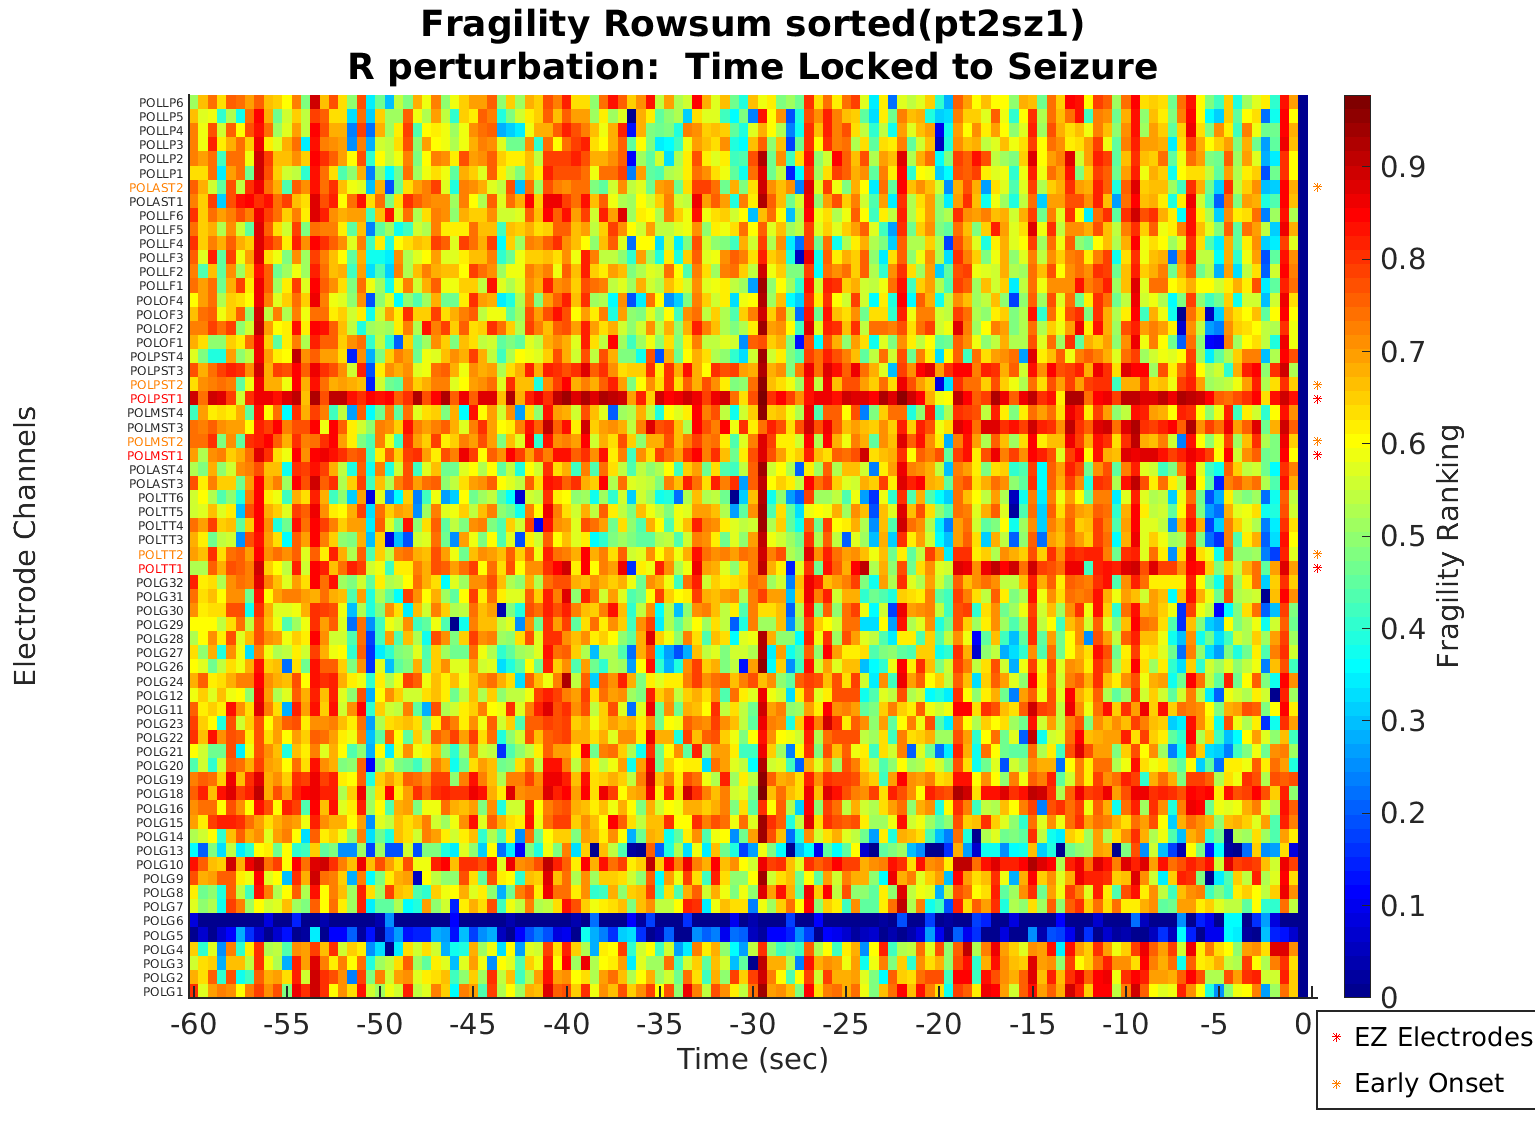 Fragility Rowsum sorted(pt2sz1)
R perturbation:  Time Locked to Seizure
Electrode Channels
POLLP6
POLLP5
POLLP4
POLLP3
POLLP2
POLLP1
POLAST2
POLAST1
POLLF6
POLLF5
POLLF4
POLLF3
POLLF2
POLLF1
POLOF4
POLOF3
POLOF2
POLOF1
POLPST4
POLPST3
POLPST2
POLPST1
POLMST4
POLMST3
POLMST2
POLMST1
POLAST4
POLAST3
POLTT6
POLTT5
POLTT4
POLTT3
POLTT2
POLTT1
POLG32
POLG31
POLG30
POLG29
POLG28
POLG27
POLG26
POLG24
POLG12
POLG11
POLG23
POLG22
POLG21
POLG20
POLG19
POLG18
POLG16
POLG15
POLG14
POLG13
POLG10
POLG9
POLG8
POLG7
POLG6
POLG5
POLG4
POLG3
POLG2
POLG1
-60 -55 -50 -45 -40 -35 -30 -25 -20 -15 -10 -5 0
Time (sec)
0.9
0.8
0.7
0.6
0.5
0.4
0.3
0.2
0.1
0
Fragility Ranking
EZ Electrodes
Early Onset